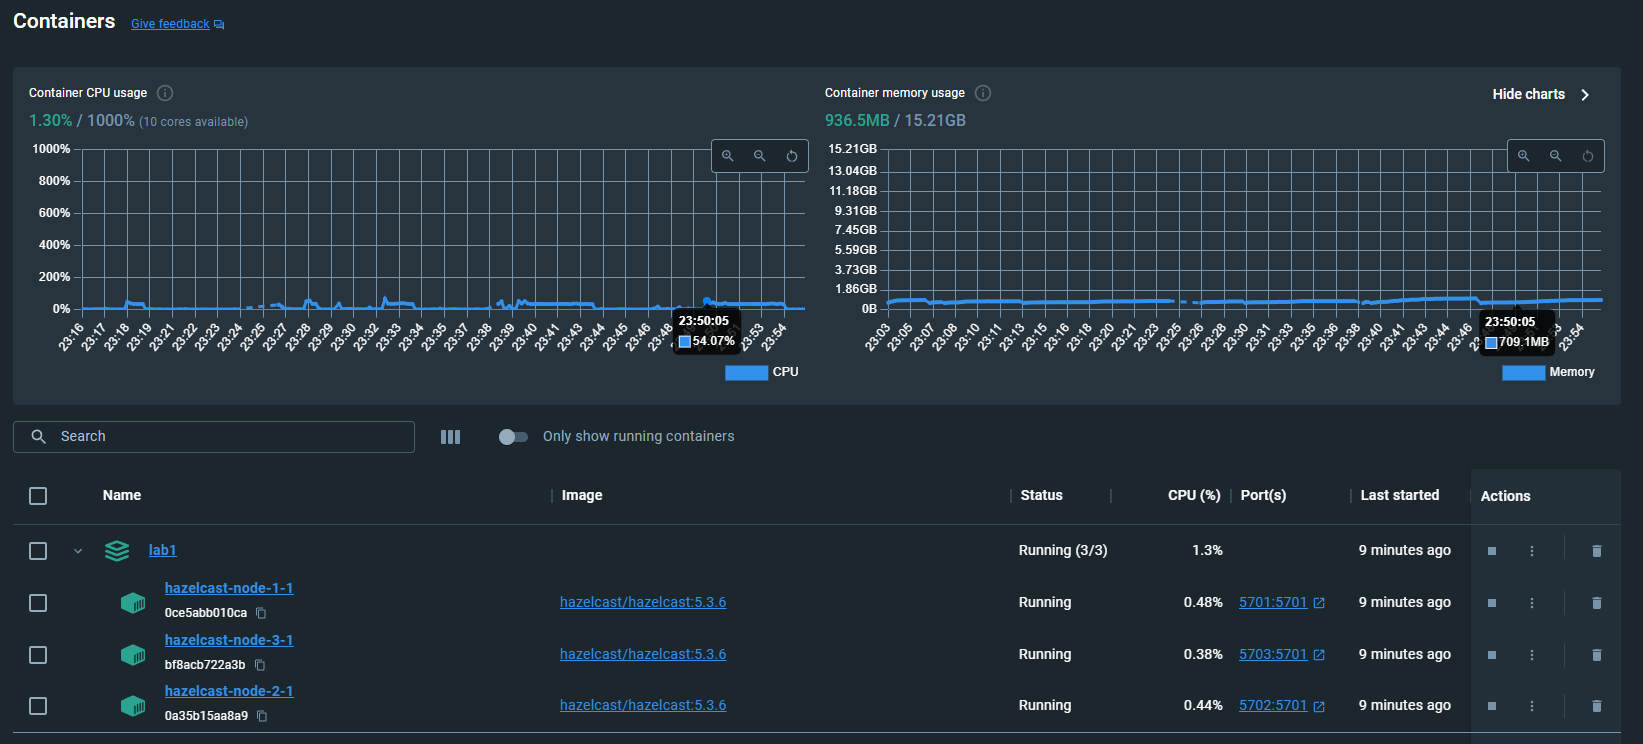 Containers Give feedback
Container CPU usage
1.30% / 1000% (10 cores available)
1000%
800%
600%
400%
200%
0%
23:16 23:17 23:18 23:19 23:21 23:22 23:24 23:25 23:27 23:28 23:29 23:30 23:32 23:33 23:34 23:35 23:37 23:38 23:39 23:40 23:41 23:43 23:44 23:45 23:46 23:48 23:53 23:54
23:50:05
54.07%
CPU
Container memory usage
936.5MB / 15.21GB
Hide charts
15.21GB
13.04GB
11.18GB
9.31GB
7.45GB
5.59GB
3.73GB
1.86GB
0B
23:03 23:05 23:07 23:08 23:10 23:11 23:13 23:15 23:16 23:18 23:20 23:21 23:23 23:25 23:26 23:28 23:30 23:31 23:33 23:35 23:36 23:38 23:40 23:41 23:43 23:44 23:46 23:54
23:50:05
709.1MB
Memory
Search
Only show running containers
Name Image Status CPU (%) Port(s) Last started Actions
lab1 Running (3/3) 1.3% 9 minutes ago
hazelcast-node-1-1
0ce5abb010ca
hazelcast/hazelcast:5.3.6 Running 0.48% 5701:5701 9 minutes ago
hazelcast-node-3-1
bf8acb722a3b
hazelcast/hazelcast:5.3.6 Running 0.38% 5703:5701 9 minutes ago
hazelcast-node-2-1
0a35b15aa8a9
hazelcast/hazelcast:5.3.6 Running 0.44% 5702:5701 9 minutes ago